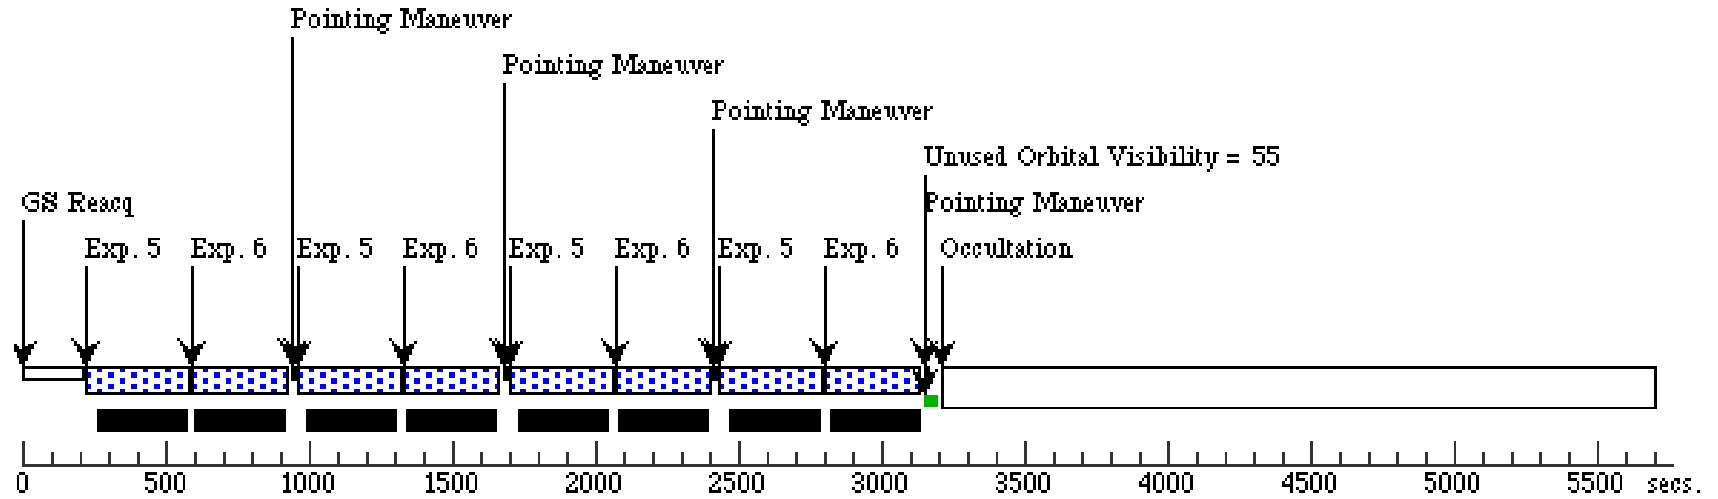 Pointing Maneuver
Pointing Maneuver
Pointing Maneuver
Unused Orbital Visibility = 55
GS Reacq
Pointing Maneuver
Exp. 5 Exp. 6 Exp. 5 Exp. 6 Exp. 5 Exp. 6 Exp. 5 Exp. 6 Occultation
0 500 1000 1500 2000 2500 3000 3500 4000 4500 5000 5500 secs.